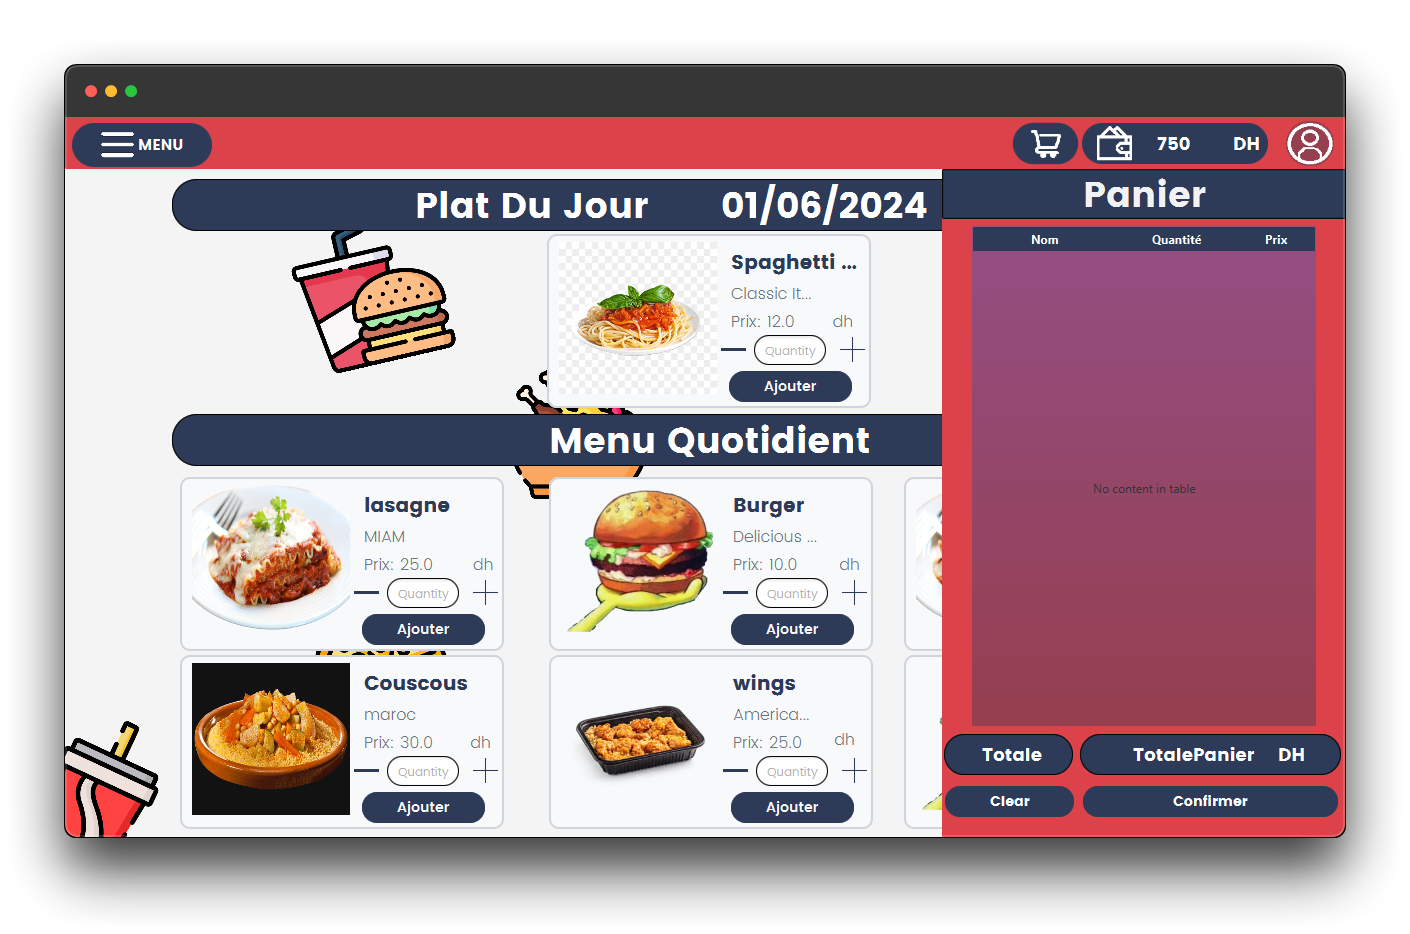 MENU
750 DH
Plat Du Jour 01/06/2024
Spaghetti ...
Classic It...
Prix: 12.0 dh
Quantity
Ajouter
Menu Quotidient
lasagne
MIAM
Prix: 25.0 dh
Quantity
Ajouter
Burger
Delicious ...
Prix: 10.0 dh
Quantity
Ajouter
Couscous
maroc
Prix: 30.0 dh
Quantity
Ajouter
wings
America...
Prix: 25.0 dh
Quantity
Ajouter
Panier
Nom Quantité Prix
No content in table
Totale TotalePanier DH
Clear Confirmer